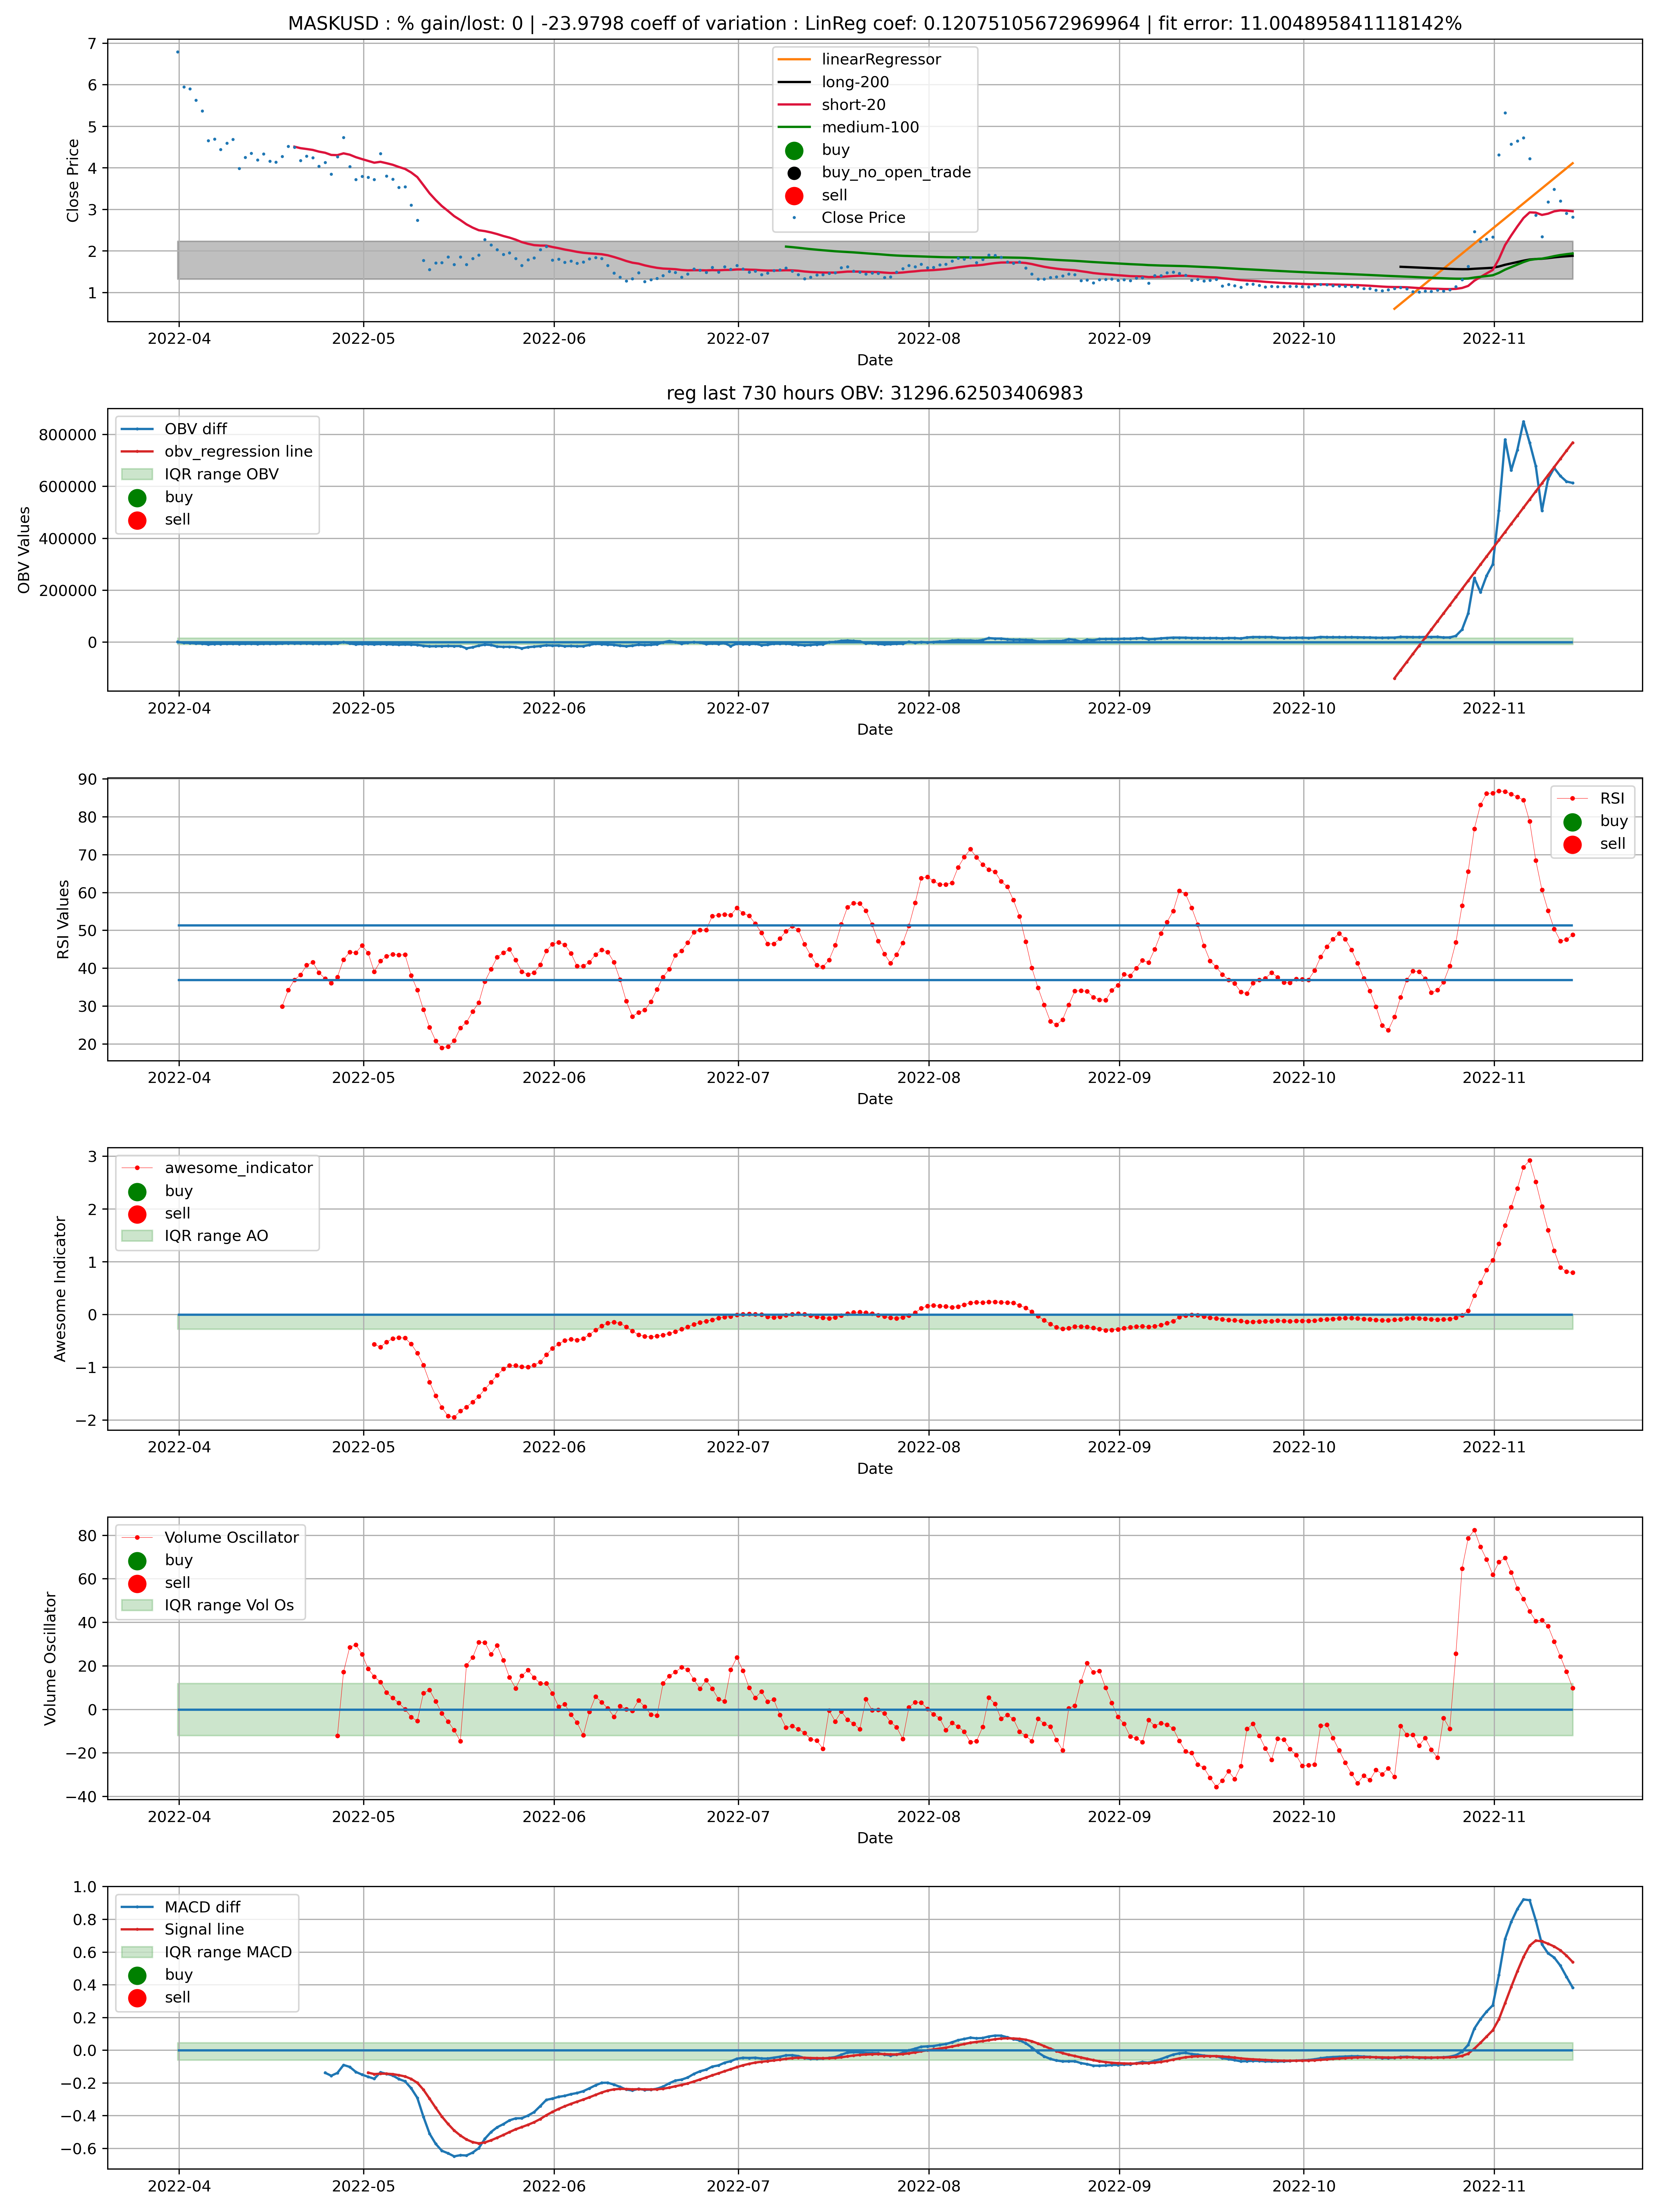 MASKUSD : % gain/lost: 0 | -23.9798 coeff of variation : LinReg coef: 0.12075105672969964 | fit error: 11.004895841118142%
7
6
5
4
3
2
1
Close Price
linearRegressor
long-200
short-20
medium-100
buy
buy_no_open_trade
sell
Close Price
2022-04 2022-05 2022-06 2022-07 2022-08 2022-09 2022-10 2022-11
Date
reg last 730 hours OBV: 31296.62503406983
800000
600000
400000
200000
0
OBV Values
OBV diff
obv_regression line
IQR range OBV
buy
sell
2022-04 2022-05 2022-06 2022-07 2022-08 2022-09 2022-10 2022-11
Date
90
80
70
60
50
40
30
20
RSI Values
RSI
buy
sell
2022-04 2022-05 2022-06 2022-07 2022-08 2022-09 2022-10 2022-11
Date
3
2
1
0
−1
−2
Awesome Indicator
awesome_indicator
buy
sell
IQR range AO
2022-04 2022-05 2022-06 2022-07 2022-08 2022-09 2022-10 2022-11
Date
80
60
40
20
0
−20
−40
Volume Oscillator
Volume Oscillator
buy
sell
IQR range Vol Os
2022-04 2022-05 2022-06 2022-07 2022-08 2022-09 2022-10 2022-11
Date
1.0
0.8
0.6
0.4
0.2
0.0
−0.2
−0.4
−0.6
MACD diff
Signal line
IQR range MACD
buy
sell
2022-04 2022-05 2022-06 2022-07 2022-08 2022-09 2022-10 2022-11